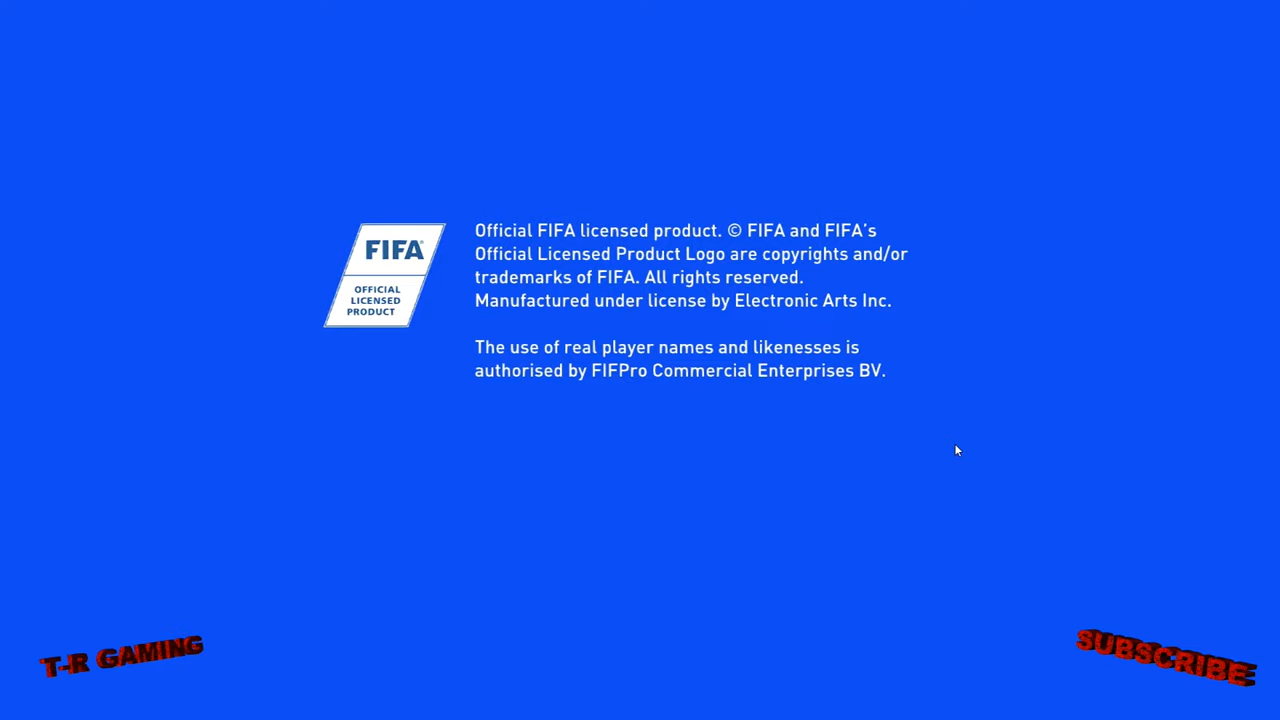 FIFA
OFFICIAL
LICENSED
PRODUCT
Official FIFA licensed product. © FIFA and FIFA's
Official Licensed Product Logo are copyrights and/or
trademarks of FIFA. All rights reserved.
Manufactured under license by Electronic Arts Inc.
The use of real player names and likenesses is
authorised by FIFPro Commercial Enterprises BV.
T-R GAMING
SUBSCRIBE